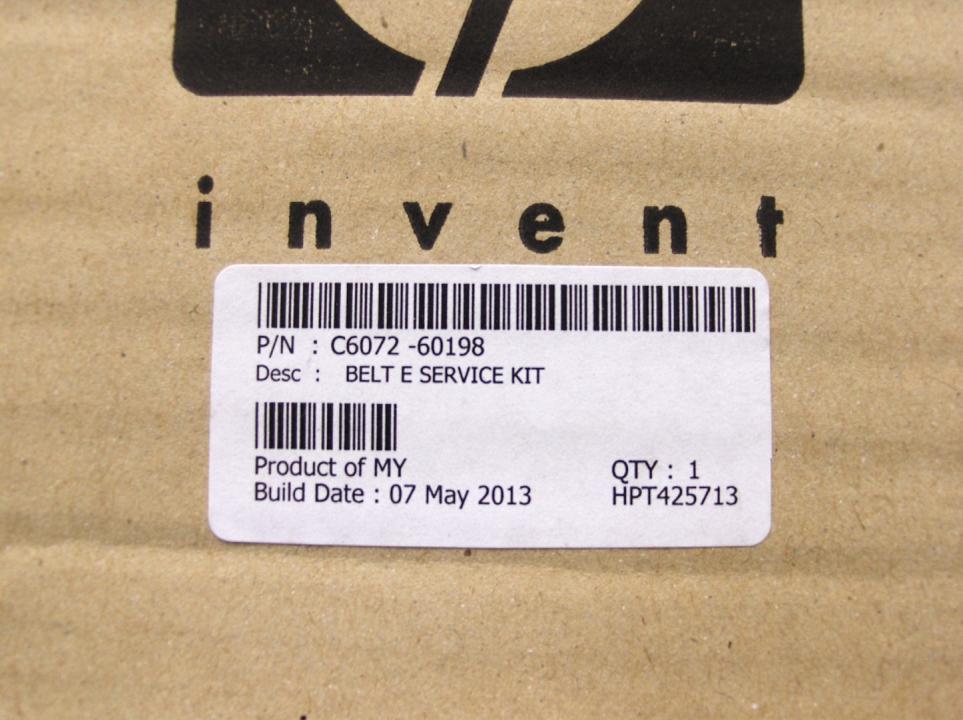 invent
P/N : C6072 -60198
Desc : BELT E SERVICE KIT
Product of MY
QTY : 1
Build Date : 07 May 2013
HPT425713